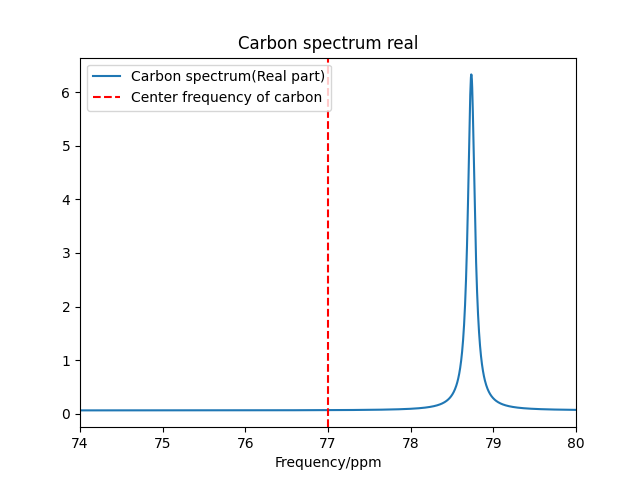 Carbon spectrum real
Carbon spectrum(Real part)
Center frequency of carbon
6
5
4
3
2
1
0
74 75 76 77 78 79 80
Frequency/ppm